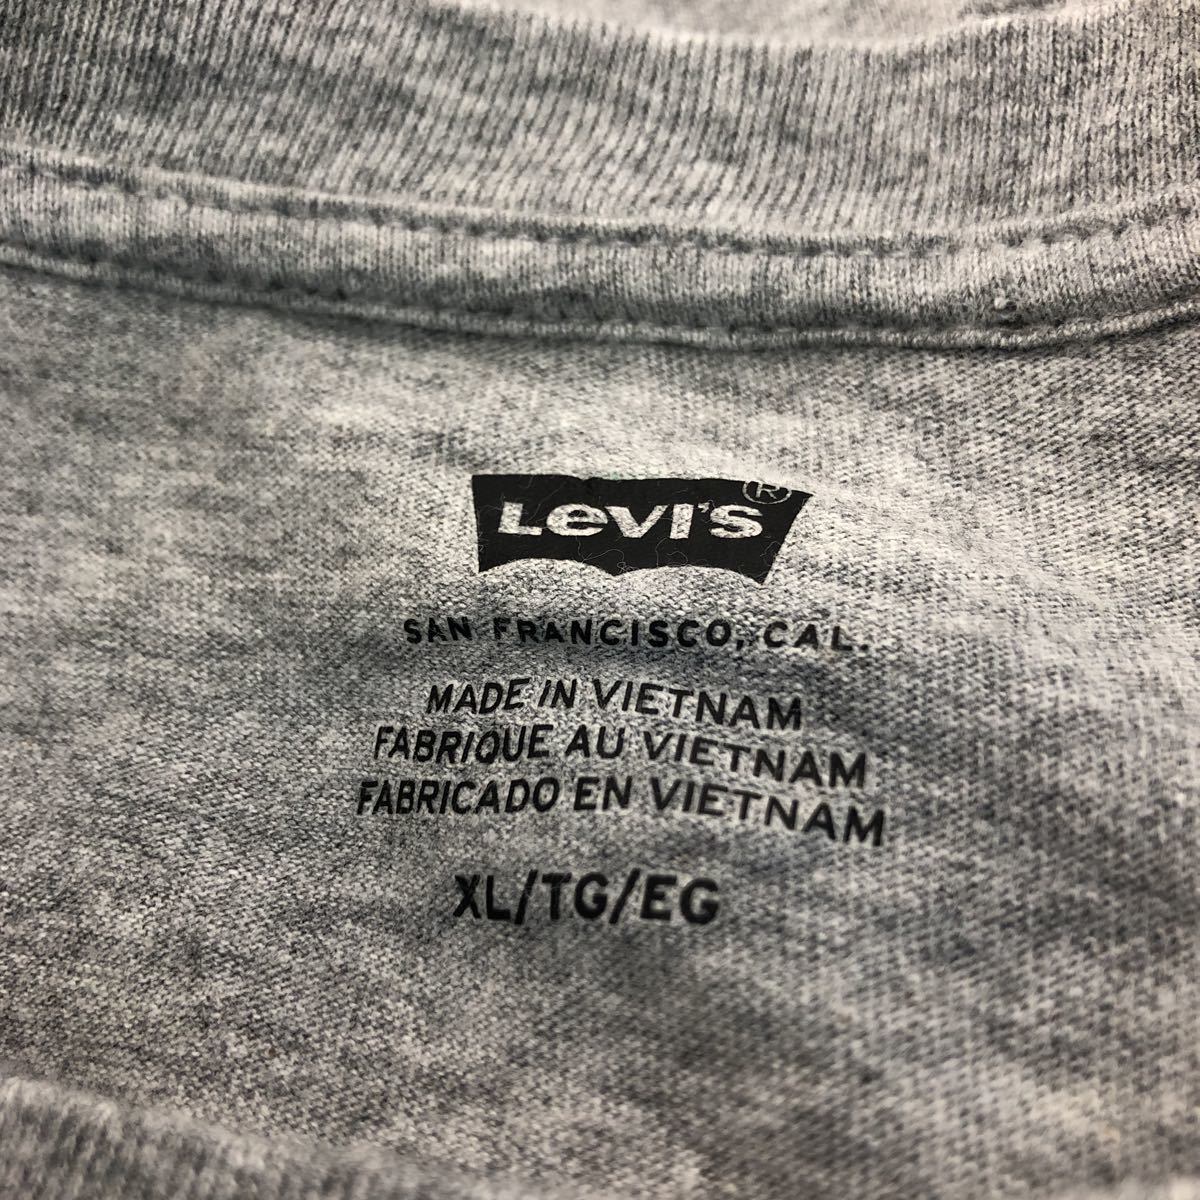 Levi's ®
SAN FRANCISCO, CAL.
MADE IN VIETNAM
FABRIQUE AU VIETNAM
FABRICADO EN VIETNAM
XL/TG/EG